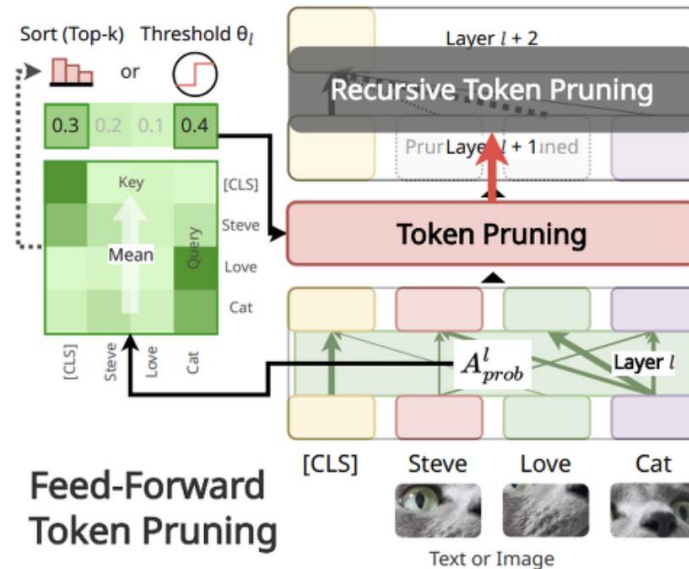 Sort (Top-k)
or
Threshold θ_l
0.3 0.2 0.1 0.4
Key
Mean
Query
[CLS]
Steve
Love
Cat
[CLS]
Steve
Love
Cat
Layer l + 2
Recursive Token Pruning
Layer l + 1
Token Pruning
A^l_prob
Layer l
[CLS] Steve Love Cat
Text or Image
Feed-Forward
Token Pruning